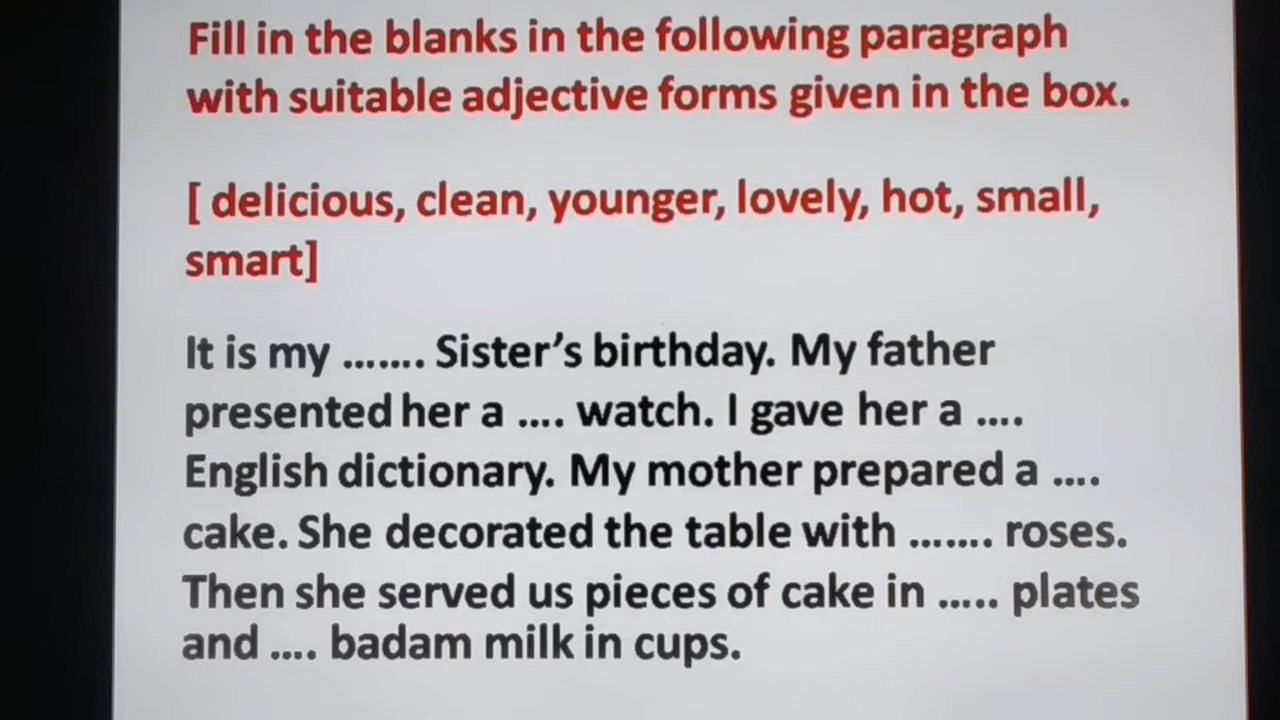 Fill in the blanks in the following paragraph
with suitable adjective forms given in the box.
[ delicious, clean, younger, lovely, hot, small,
smart]
It is my ....... Sister's birthday. My father
presented her a .... watch. I gave her a ....
English dictionary. My mother prepared a ....
cake. She decorated the table with ....... roses.
Then she served us pieces of cake in ..... plates
and .... badam milk in cups.